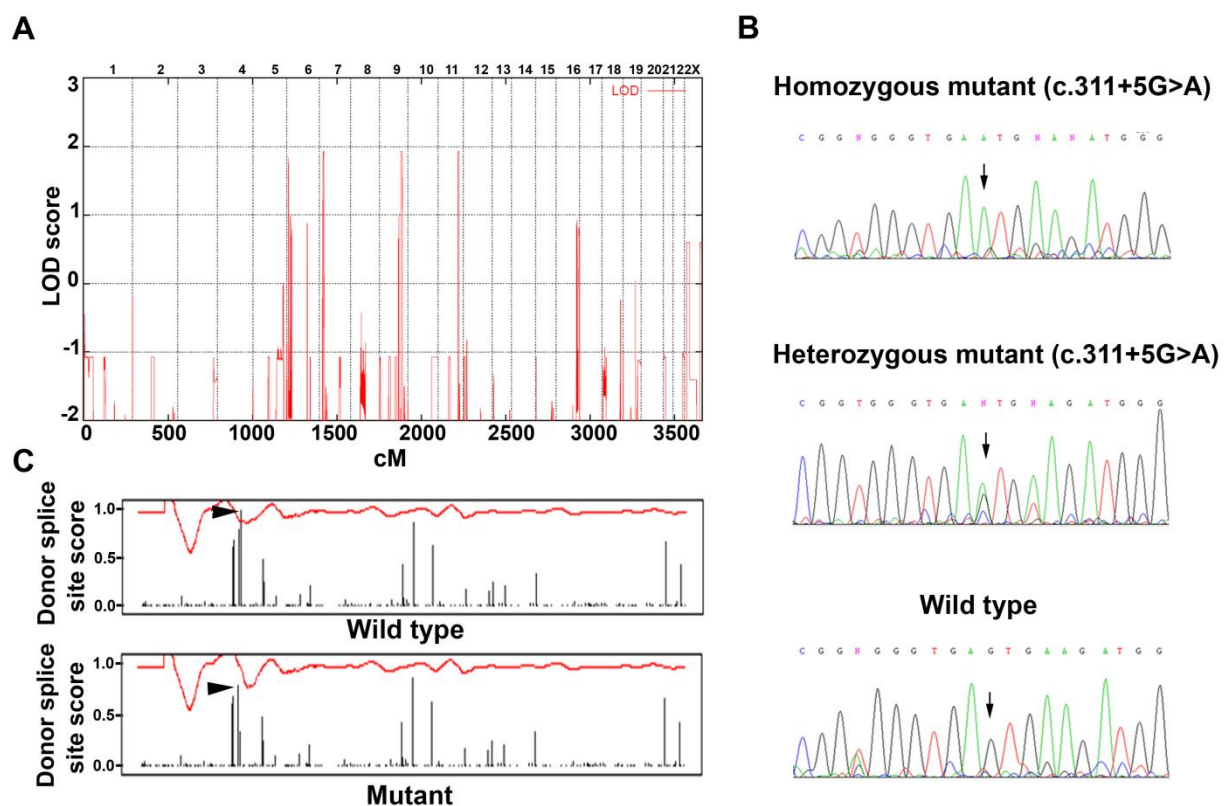 A
1 2 3 4 5 6 7 8 9 10 11 12 13 14 15 16 17 18 19 20 2122X
LOD
3
2
1
0
-1
-2
LOD score
0 500 1000 1500 2000 2500 3000 3500
cM
B
Homozygous mutant (c.311+5G>A)
C G G N G G G T G A A T G N A N A T G G G
Heterozygous mutant (c.311+5G>A)
C G G T G G G T G A N T G N A G A T G G G
Wild type
C G G N G G G T G A G T G A A G A T G G
C
Donor splice
site score
1.0
0.5
0.0
Wild type
Donor splice
site score
1.0
0.5
0.0
Mutant